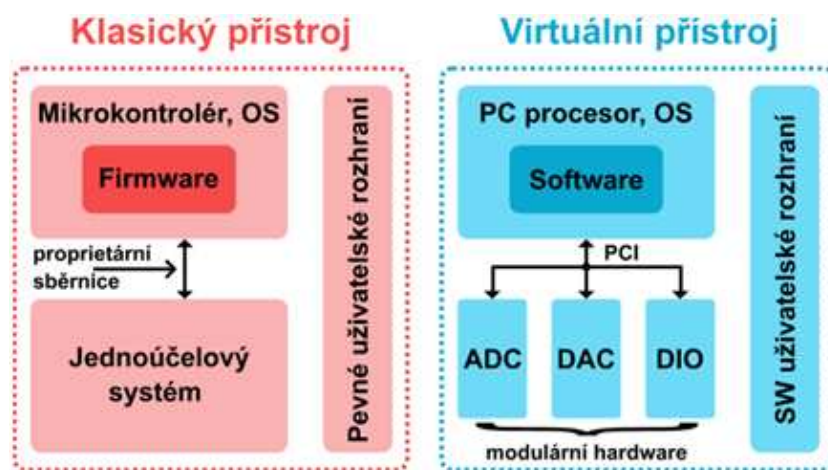 Klasický přístroj
Mikrokontrolér, OS
Firmware
proprietární
sběrnice
Jednoúčelový
systém
Pevné uživatelské rozhraní
Virtuální přístroj
PC procesor, OS
Software
PCI
ADC
DAC
DIO
modulární hardware
SW uživatelské rozhraní